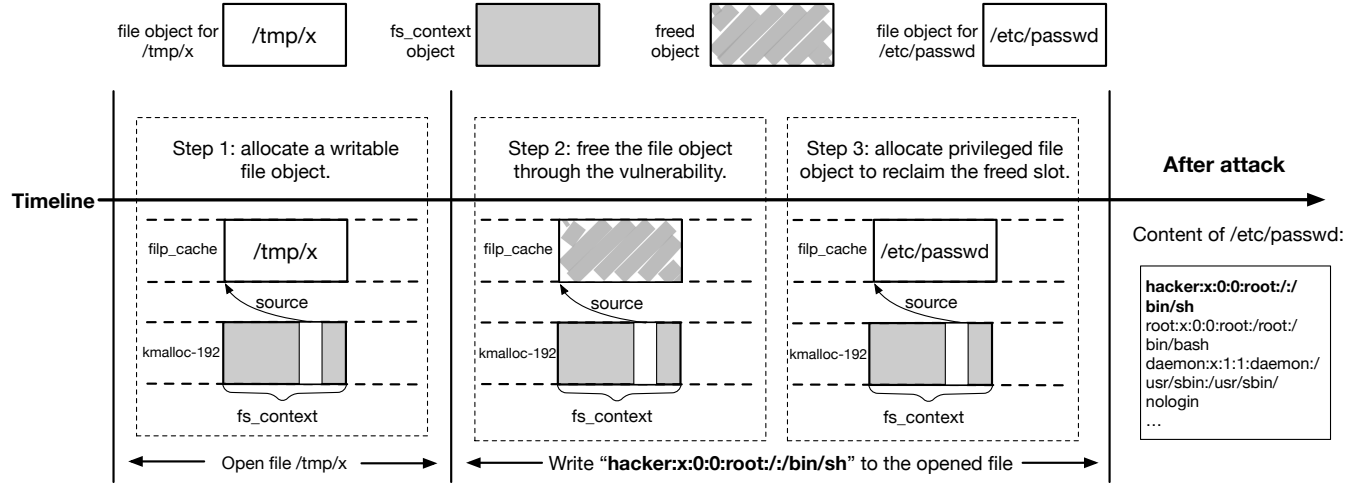 file object for
/tmp/x
/tmp/x
fs_context
object
freed
object
file object for
/etc/passwd
/etc/passwd
Step 1: allocate a writable
file object.
Step 2: free the file object
through the vulnerability.
Step 3: allocate privileged file
object to reclaim the freed slot.
After attack
Timeline
filp_cache
/tmp/x
source
kmalloc-192
fs_context
filp_cache
source
kmalloc-192
fs_context
filp_cache
/etc/passwd
source
kmalloc-192
fs_context
Content of /etc/passwd:
hacker:x:0:0:root:/:/
bin/sh
root:x:0:0:root:/root:/
bin/bash
daemon:x:1:1:daemon:/
usr/sbin:/usr/sbin/
nologin
...
Open file /tmp/x
Write “hacker:x:0:0:root:/:/bin/sh” to the opened file